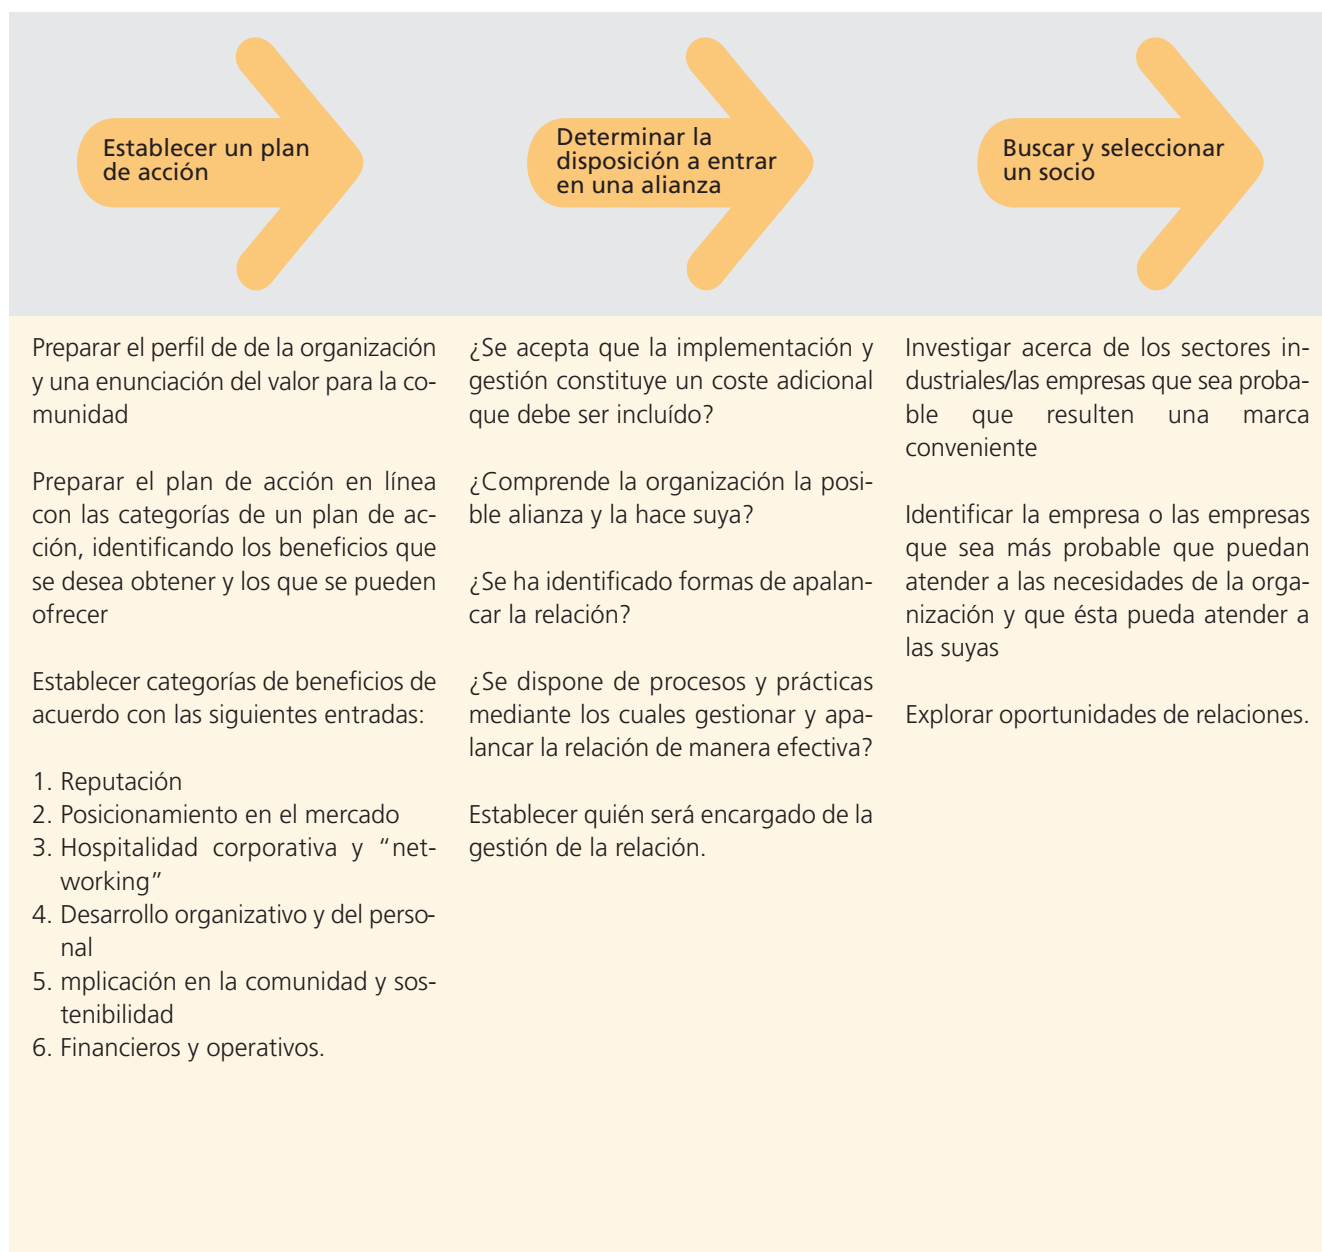 Establecer un plan
de acción
Determinar la
disposición a entrar
en una alianza
Buscar y seleccionar
un socio
Preparar el perfil de de la organización
y una enunciación del valor para la co-
munidad
Preparar el plan de acción en línea
con las categorías de un plan de ac-
ción, identificando los beneficios que
se desea obtener y los que se pueden
ofrecer
Establecer categorías de beneficios de
acuerdo con las siguientes entradas:
1. Reputación
2. Posicionamiento en el mercado
3. Hospitalidad corporativa y “net-
working”
4. Desarrollo organizativo y del perso-
nal
5. mplicación en la comunidad y sos-
tenibilidad
6. Financieros y operativos.
¿Se acepta que la implementación y
gestión constituye un coste adicional
que debe ser incluído?
¿Comprende la organización la posi-
ble alianza y la hace suya?
¿Se ha identificado formas de apalan-
car la relación?
¿Se dispone de procesos y prácticas
mediante los cuales gestionar y apa-
lancar la relación de manera efectiva?
Establecer quién será encargado de la
gestión de la relación.
Investigar acerca de los sectores in-
dustriales/las empresas que sea proba-
ble que resulten una marca
conveniente
Identificar la empresa o las empresas
que sea más probable que puedan
atender a las necesidades de la orga-
nización y que ésta pueda atender a
las suyas
Explorar oportunidades de relaciones.